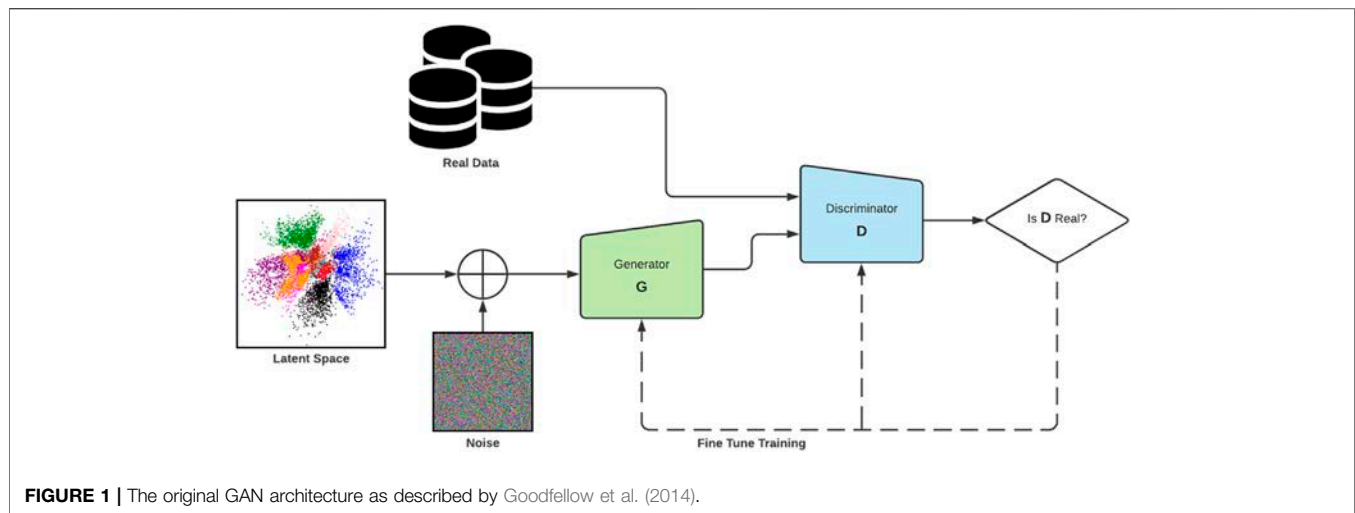 Real Data
Latent Space
Noise
Generator
G
Discriminator
D
Is D Real?
Fine Tune Training
FIGURE 1 | The original GAN architecture as described by Goodfellow et al. (2014).